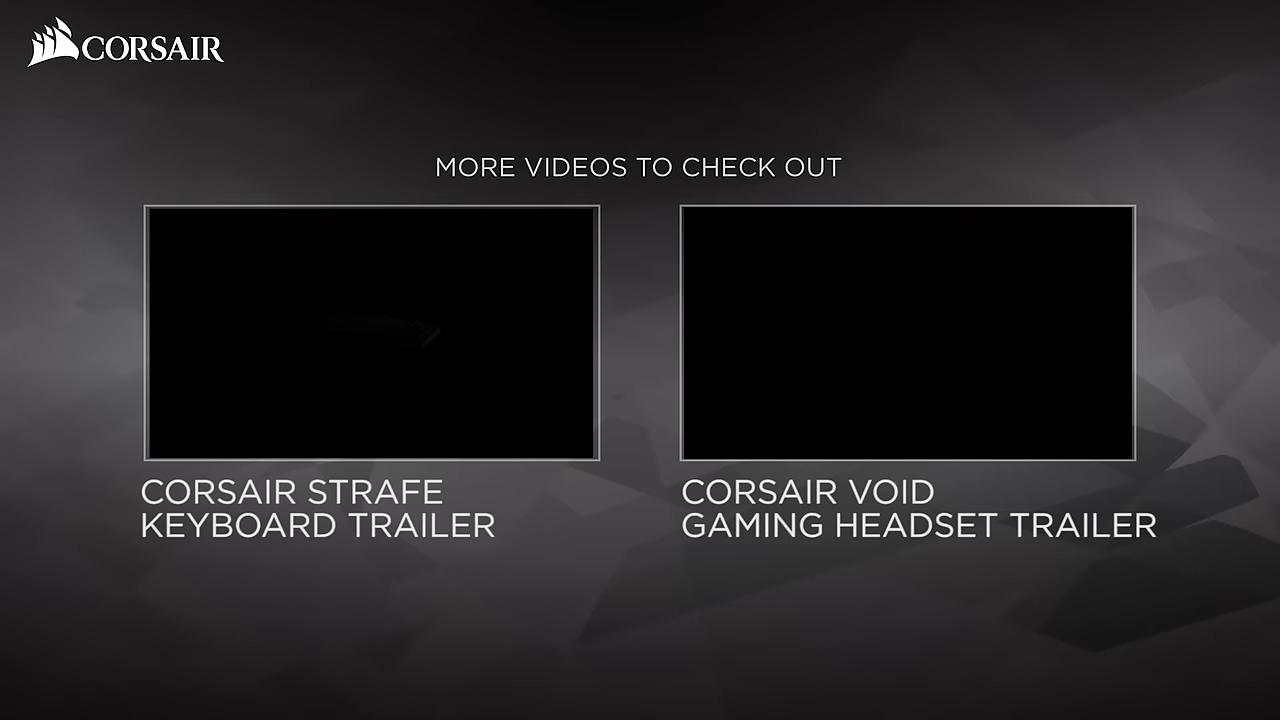 CORSAIR
MORE VIDEOS TO CHECK OUT
CORSAIR STRAFE
KEYBOARD TRAILER
CORSAIR VOID
GAMING HEADSET TRAILER